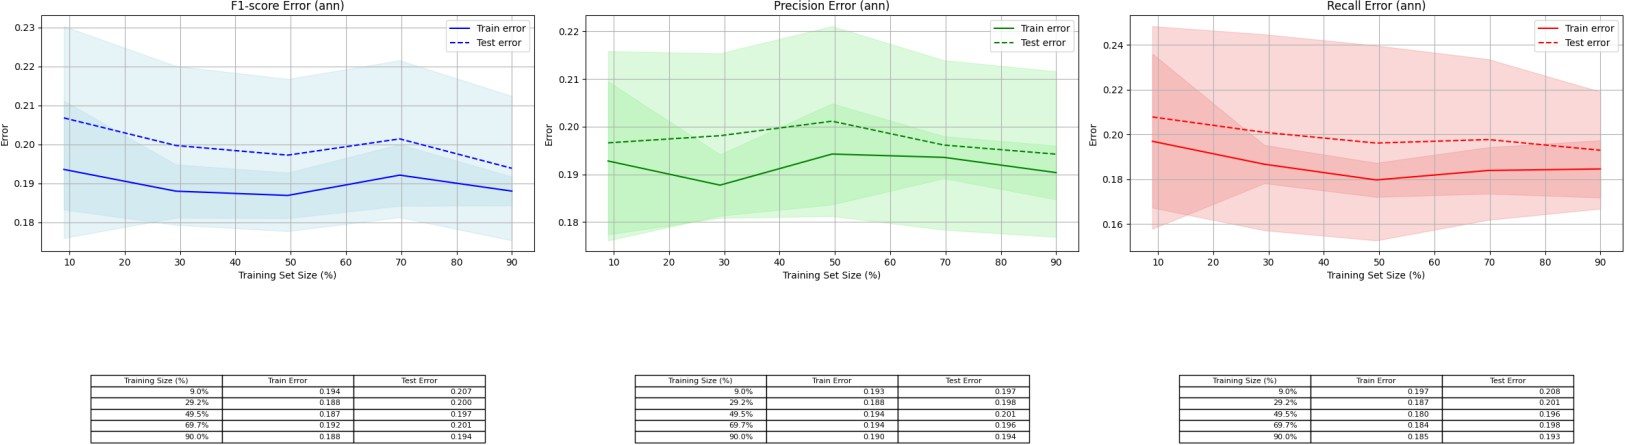 F1-score Error (ann)
Train error
Test error
Error
0.23
0.22
0.21
0.20
0.19
0.18
10 20 30 40 50 60 70 80 90
Training Set Size (%)
Precision Error (ann)
Train error
Test error
Error
0.22
0.21
0.20
0.19
0.18
10 20 30 40 50 60 70 80 90
Training Set Size (%)
Recall Error (ann)
Train error
Test error
Error
0.24
0.22
0.20
0.18
0.16
10 20 30 40 50 60 70 80 90
Training Set Size (%)
Training Size (%) Train Error Test Error
9.0% 0.194 0.207
29.2% 0.188 0.200
49.5% 0.187 0.197
69.7% 0.192 0.201
90.0% 0.188 0.194
Training Size (%) Train Error Test Error
9.0% 0.193 0.197
29.2% 0.188 0.198
49.5% 0.194 0.201
69.7% 0.194 0.196
90.0% 0.190 0.194
Training Size (%) Train Error Test Error
9.0% 0.197 0.208
29.2% 0.187 0.201
49.5% 0.180 0.196
69.7% 0.184 0.198
90.0% 0.185 0.193